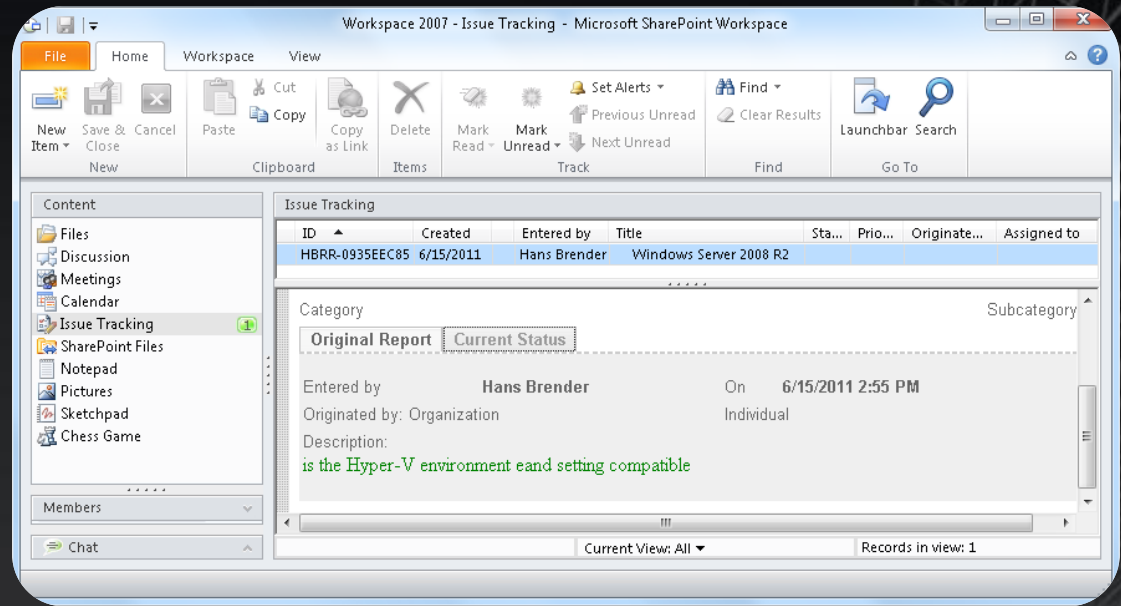 Workspace 2007 - Issue Tracking - Microsoft SharePoint Workspace
File Home Workspace View
New Item
Save & Close
Cancel
New
Paste
Cut
Copy
Copy as Link
Clipboard
Delete
Items
Mark Read
Mark Unread
Set Alerts
Previous Unread
Next Unread
Track
Find
Clear Results
Find
Launchbar
Search
Go To
Content
Files
Discussion
Meetings
Calendar
Issue Tracking 1
SharePoint Files
Notepad
Pictures
Sketchpad
Chess Game
Members
Chat
Issue Tracking
ID Created Entered by Title Sta... Prio... Originate... Assigned to
HBRR-0935EEC85 6/15/2011 Hans Brender Windows Server 2008 R2
Category Subcategory
Original Report Current Status
Entered by Hans Brender On 6/15/2011 2:55 PM
Originated by: Organization Individual
Description:
is the Hyper-V environment eand setting compatible
Current View: All Records in view: 1